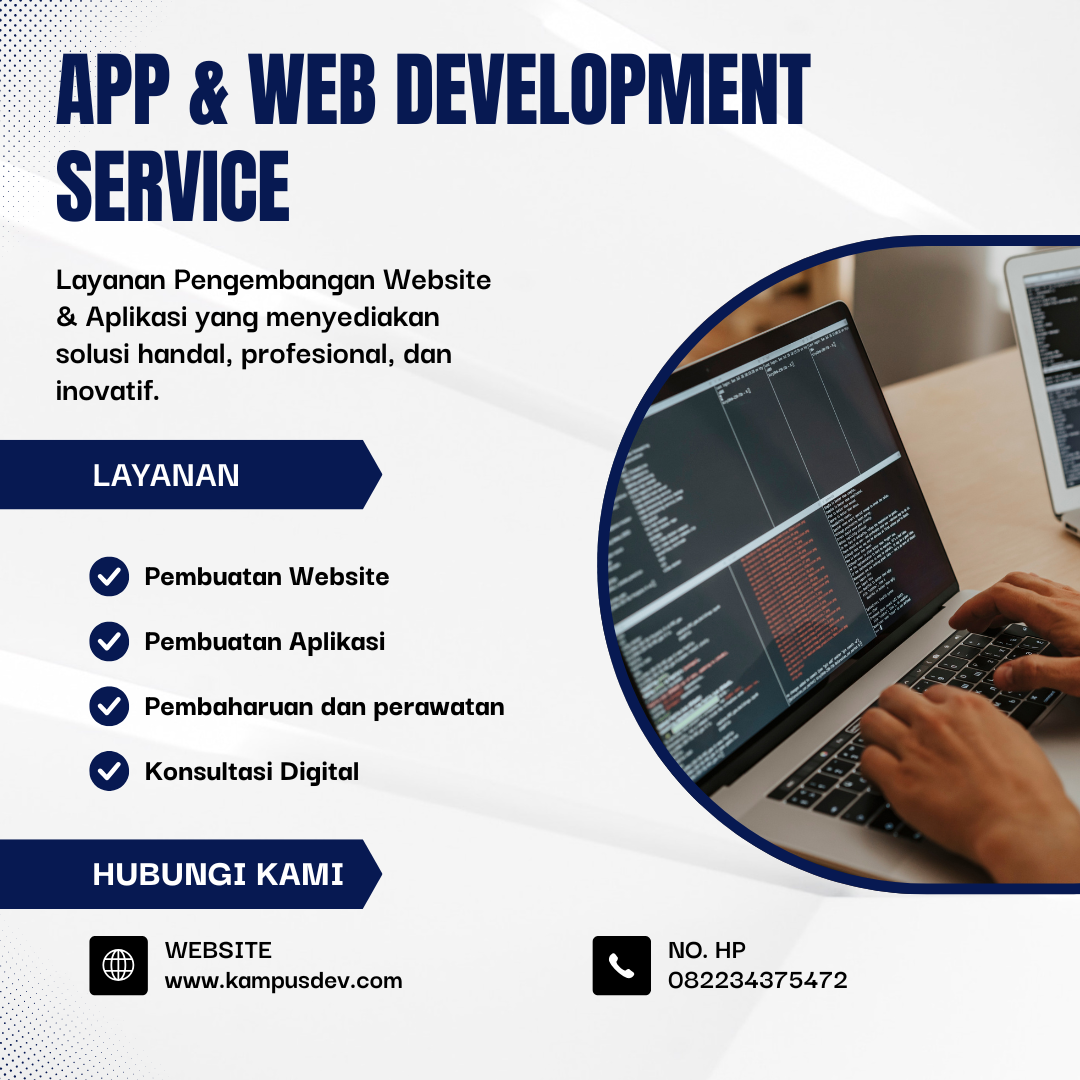 APP & WEB DEVELOPMENT
SERVICE
Layanan Pengembangan Website
& Aplikasi yang menyediakan
solusi handal, profesional, dan
inovatif.
LAYANAN
Pembuatan Website
Pembuatan Aplikasi
Pembaharuan dan perawatan
Konsultasi Digital
HUBUNGI KAMI
WEBSITE
www.kampusdev.com
NO. HP
082234375472